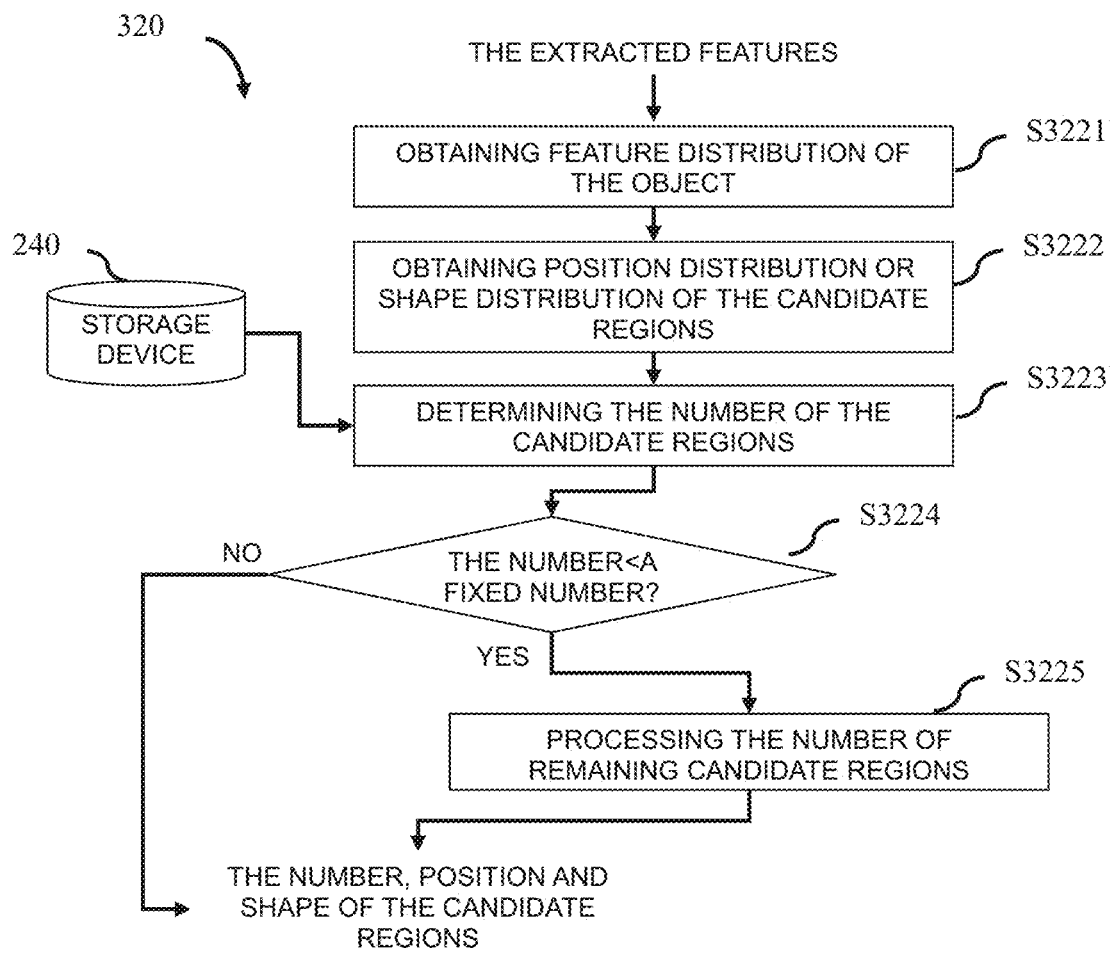 320
THE EXTRACTED FEATURES
S3221
OBTAINING FEATURE DISTRIBUTION OF
THE OBJECT
240
S3222
OBTAINING POSITION DISTRIBUTION OR
SHAPE DISTRIBUTION OF THE CANDIDATE
REGIONS
STORAGE
DEVICE
S3223
DETERMINING THE NUMBER OF THE
CANDIDATE REGIONS
S3224
NO
THE NUMBER<A
FIXED NUMBER?
YES
S3225
PROCESSING THE NUMBER OF
REMAINING CANDIDATE REGIONS
THE NUMBER, POSITION AND
SHAPE OF THE CANDIDATE
REGIONS